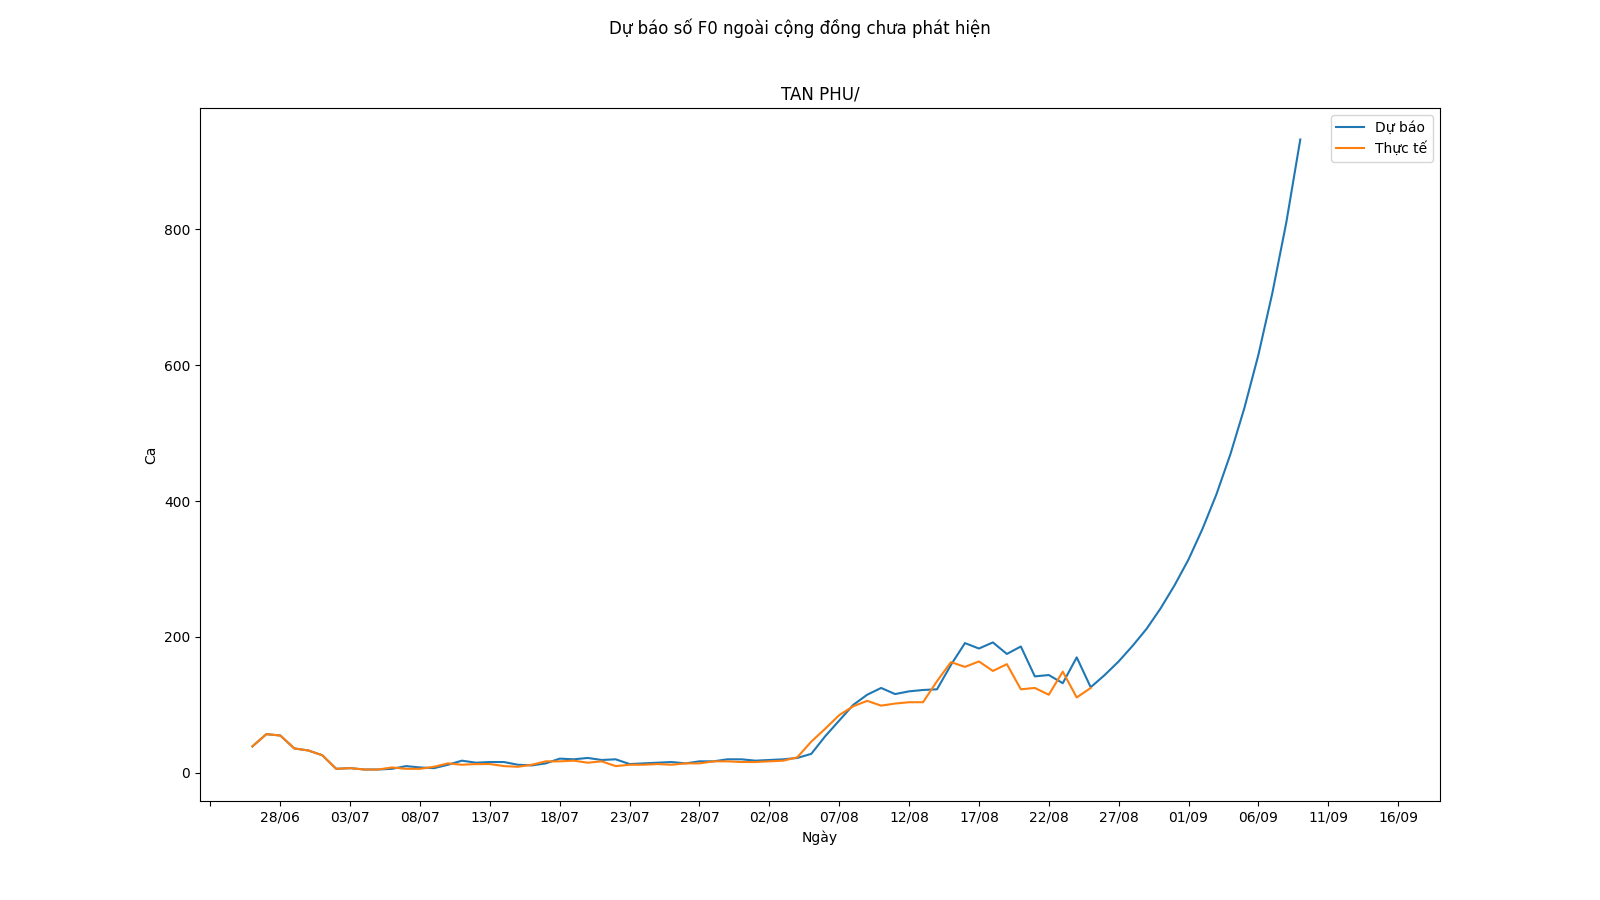 Dự báo số F0 ngoài cộng đồng chưa phát hiện
TAN PHU/
Dự báo
Thực tế
800
600
400
200
0
Ca
28/06 03/07 08/07 13/07 18/07 23/07 28/07 02/08 07/08 12/08 17/08 22/08 27/08 01/09 06/09 11/09 16/09
Ngày